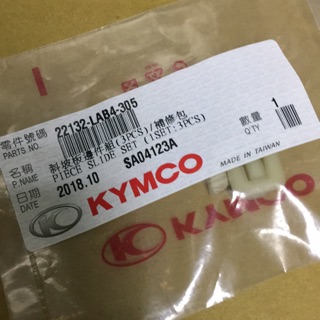 零件號碼 22132-LAB4-305
PARTS NO.
名稱 斜坡板邊件組(3PCS)/補修包 數量 1
P.NAME PIECE SLIDE SET (1SET:3PCS) Q'TY
日期 2018.10 SA04123A
DATE
KYMCO MADE IN TAIWAN
KYMCO